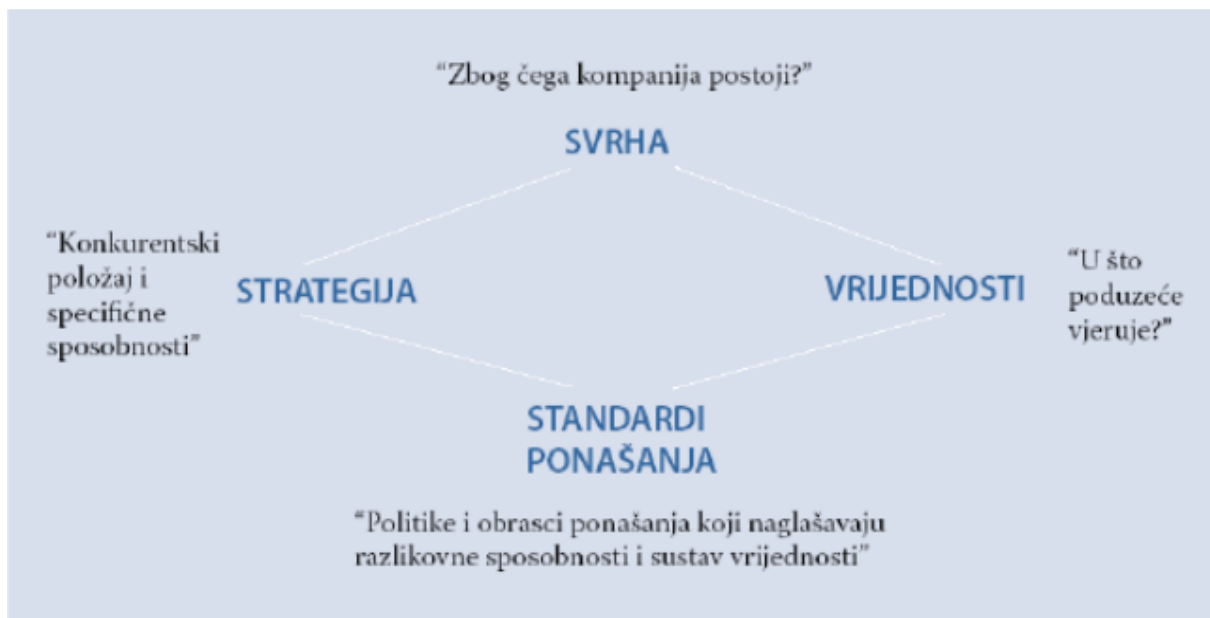 “Zbog čega kompanija postoji?”
SVRHA
“Konkurentski
položaj i
specifične
sposobnosti”
STRATEGIJA
VRIJEDNOSTI
“U što
poduzeće
vjeruje?”
STANDARDI
PONAŠANJA
“Politike i obrasci ponašanja koji naglašavaju
razlikovne sposobnosti i sustav vrijednosti”